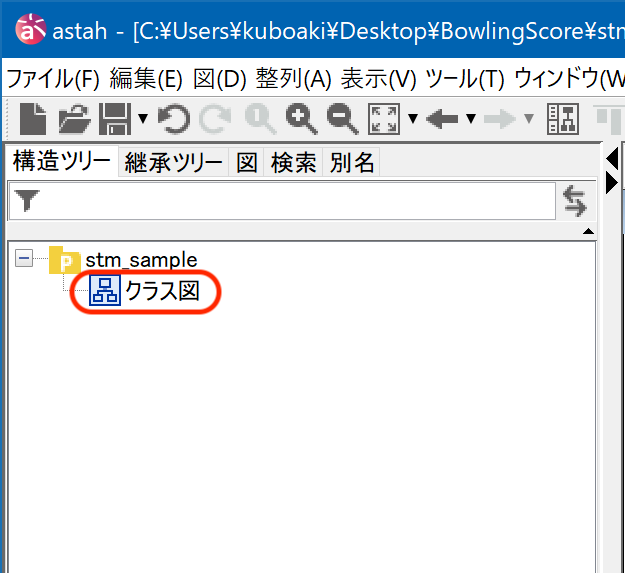 astah - [C:¥Users¥kuboaki¥Desktop¥BowlingScore¥stm
ファイル(F) 編集(E) 図(D) 整列(A) 表示(V) ツール(T) ウィンドウ(W
構造ツリー 継承ツリー 図 検索 別名
stm_sample
クラス図